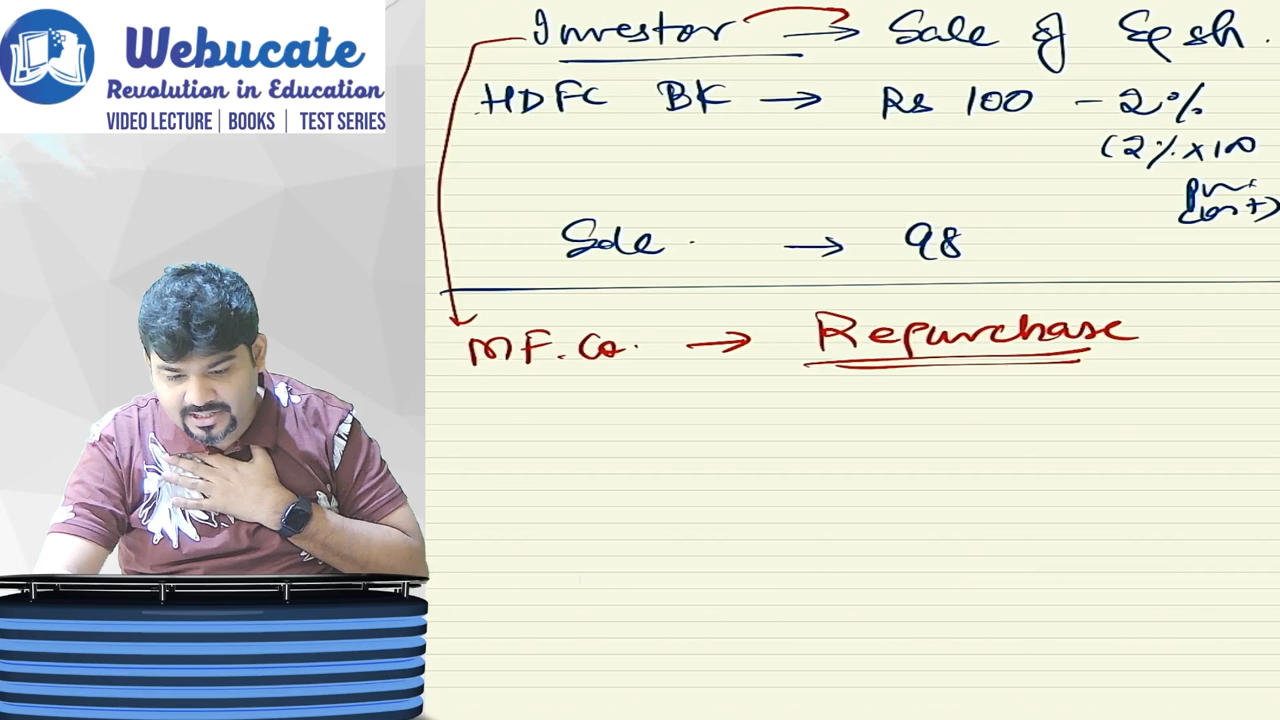 Webucate
Revolution in Education
VIDEO LECTURE | BOOKS | TEST SERIES
Investor → Sale of Eq sh.
HDFC BK → Rs 100 - 2%
(2% x 100
Sale. → 98
MF. Co. → Repurchase